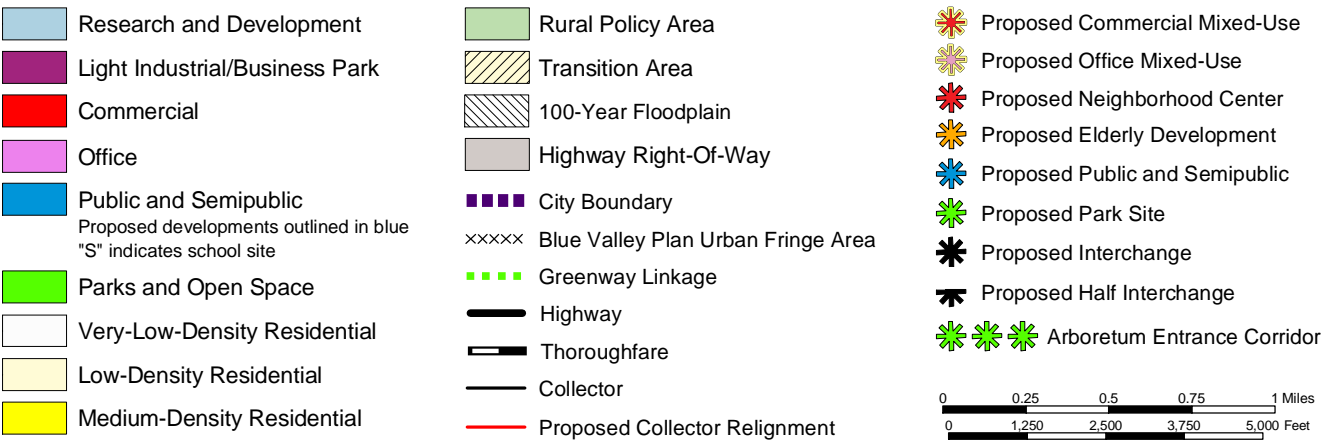 Research and Development
Light Industrial/Business Park
Commercial
Office
Public and Semipublic
Proposed developments outlined in blue
"S" indicates school site
Parks and Open Space
Very-Low-Density Residential
Low-Density Residential
Medium-Density Residential
Rural Policy Area
Transition Area
100-Year Floodplain
Highway Right-Of-Way
City Boundary
Blue Valley Plan Urban Fringe Area
Greenway Linkage
Highway
Thoroughfare
Collector
Proposed Collector Relignment
Proposed Commercial Mixed-Use
Proposed Office Mixed-Use
Proposed Neighborhood Center
Proposed Elderly Development
Proposed Public and Semipublic
Proposed Park Site
Proposed Interchange
Proposed Half Interchange
Arboretum Entrance Corridor
0 0.25 0.5 0.75 1 Miles
0 1,250 2,500 3,750 5,000 Feet